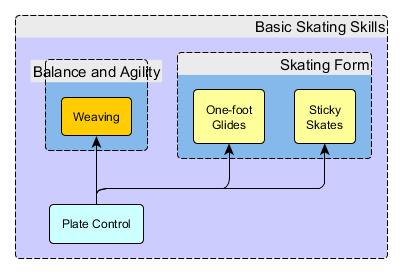 Basic Skating Skills
Balance and Agility
Skating Form
Weaving
One-foot
Glides
Sticky
Skates
Plate Control